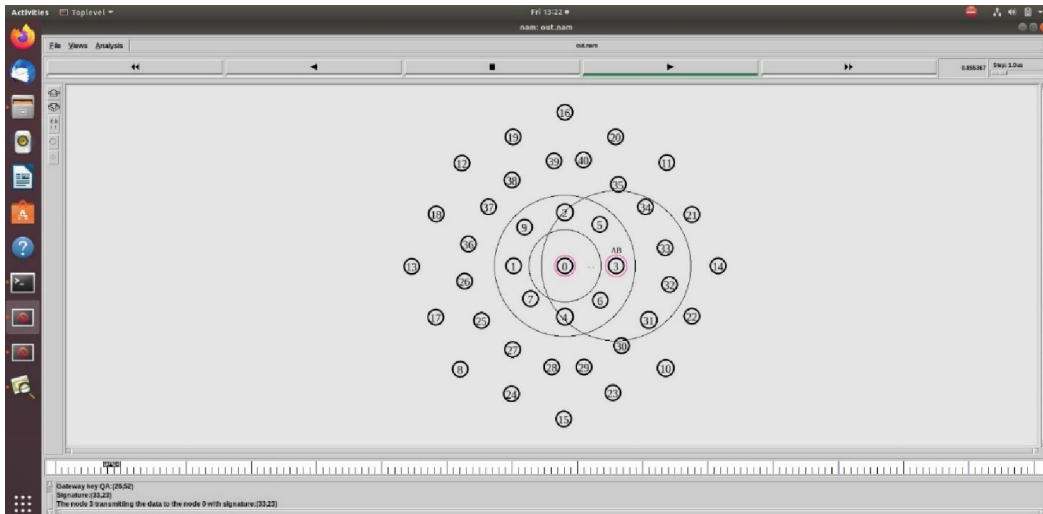 Activities Toplevel Fri 13:22
nam: out.nam
File Views Analysis out.nam
0.855367 Step: 1.0us
16
19 20
39 40
12 11
38 35
37 34
18 2 21
9 5
36 33
AB
13 1 0 3 14
26 32
7 6
17 25 4 31 22
27 30
8 28 29 10
24 23
15
Gateway key QA:(26,52)
Signature:(33,23)
The node 3 transmitting the data to the node 0 with signature:(33,23)